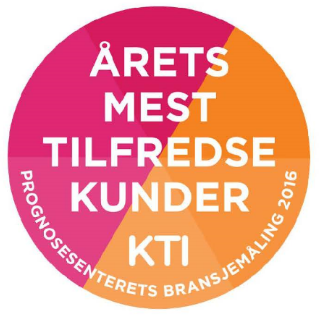 ÅRETS
MEST
TILFREDSE
KUNDER
KTI
PROGNOSESENTERETS BRANSJEMÅLING 2016